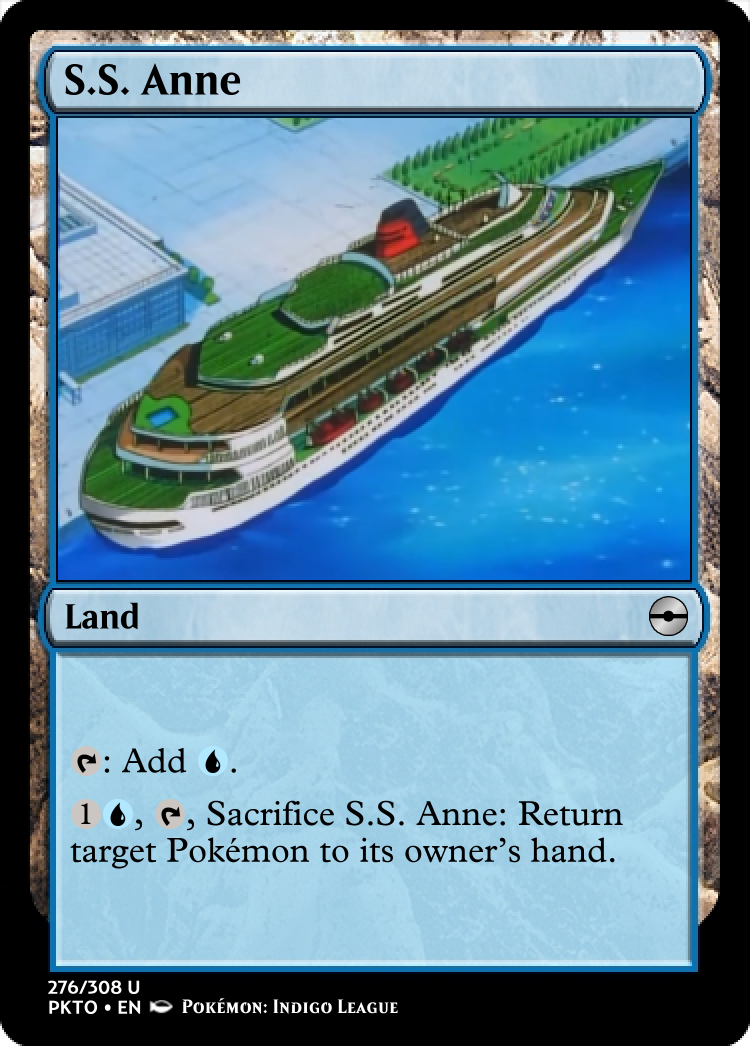 S.S. Anne
Land
: Add .
1 , , Sacrifice S.S. Anne: Return
target Pokémon to its owner’s hand.
276/308 U
PKTO • EN Pokémon: Indigo League